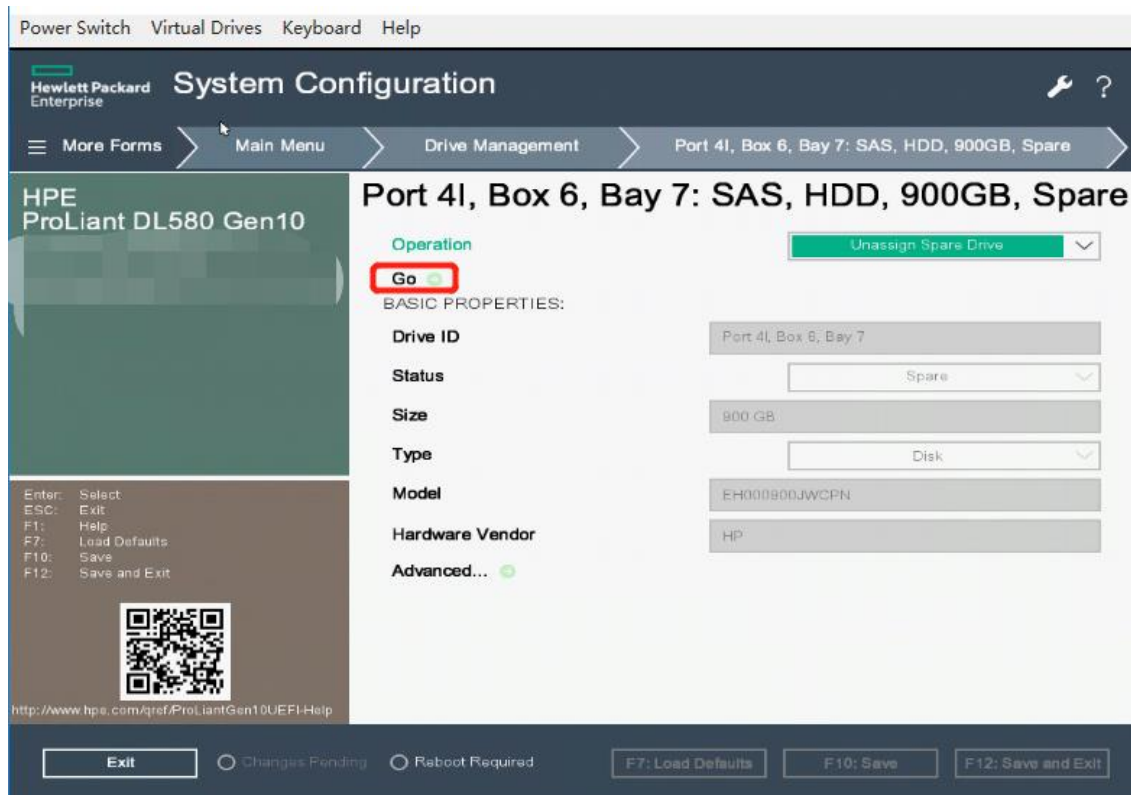 Power Switch Virtual Drives Keyboard Help
Hewlett Packard
Enterprise
System Configuration
?
More Forms Main Menu Drive Management Port 4I, Box 6, Bay 7: SAS, HDD, 900GB, Spare
HPE
ProLiant DL580 Gen10
Port 4I, Box 6, Bay 7: SAS, HDD, 900GB, Spare
Operation Unassign Spare Drive
Go
BASIC PROPERTIES:
Drive ID Port 4I, Box 6, Bay 7
Status Spare
Size 900 GB
Type Disk
Model EH000900JWCPN
Hardware Vendor HP
Advanced...
Enter: Select
ESC: Exit
F1: Help
F7: Load Defaults
F10: Save
F12: Save and Exit
http://www.hpe.com/qref/ProLiantGen10UEFI-Help
Exit Changes Pending Reboot Required F7: Load Defaults F10: Save F12: Save and Exit